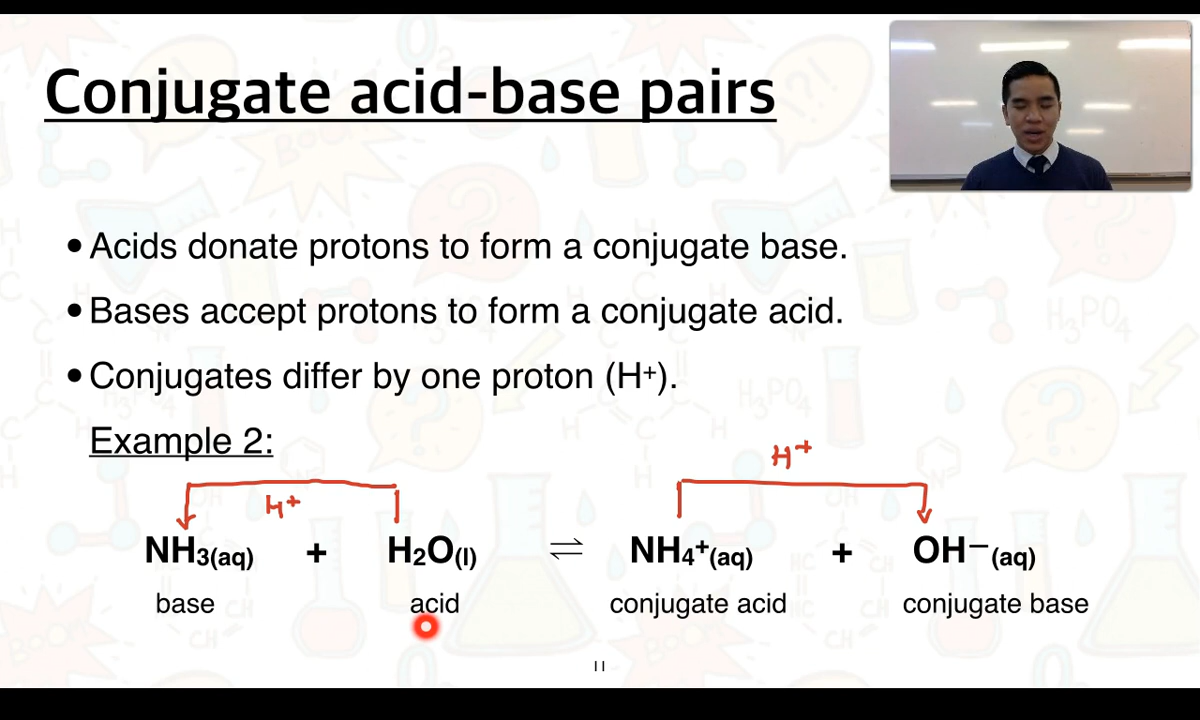 Conjugate acid-base pairs
• Acids donate protons to form a conjugate base.
• Bases accept protons to form a conjugate acid.
• Conjugates differ by one proton (H⁺).
Example 2:
H⁺ H⁺
NH₃(aq) + H₂O(l) ⇌ NH₄⁺(aq) + OH⁻(aq)
base acid conjugate acid conjugate base
11